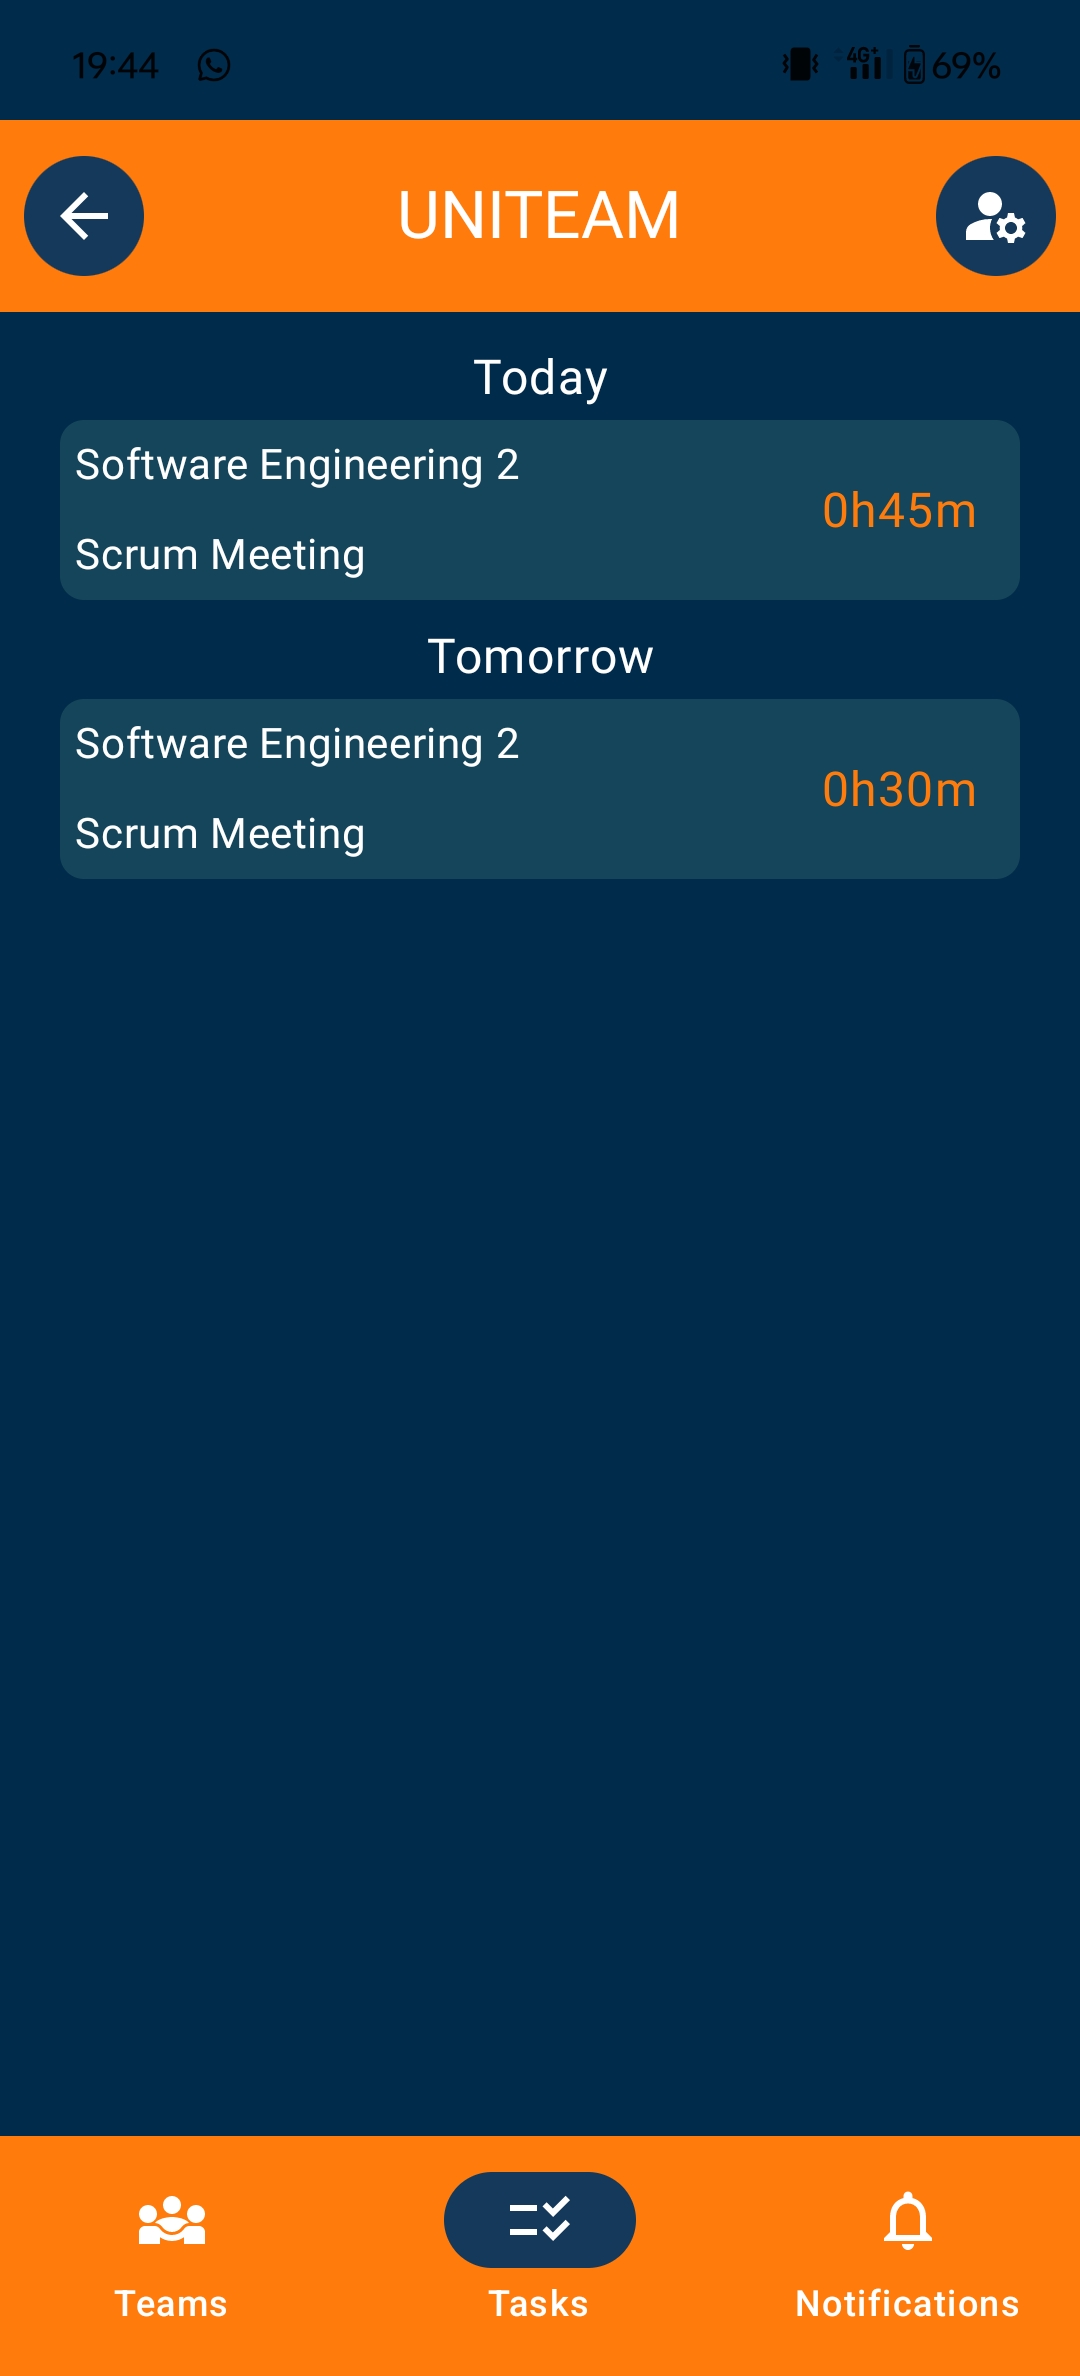 19:44 4G+ 69%
UNITEAM
Today
Software Engineering 2
0h45m
Scrum Meeting
Tomorrow
Software Engineering 2
0h30m
Scrum Meeting
Teams Tasks Notifications